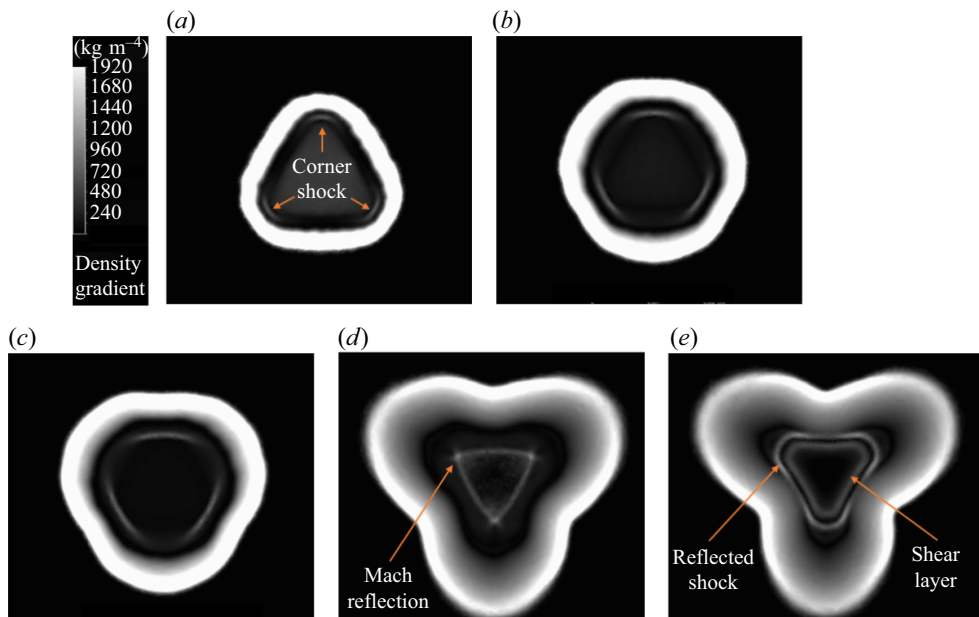 (a)
(b)
(kg m⁻⁴)
1920
1680
1440
1200
960
720
480
240
Density
gradient
Corner
shock
(c)
(d)
(e)
Mach
reflection
Reflected
shock
Shear
layer